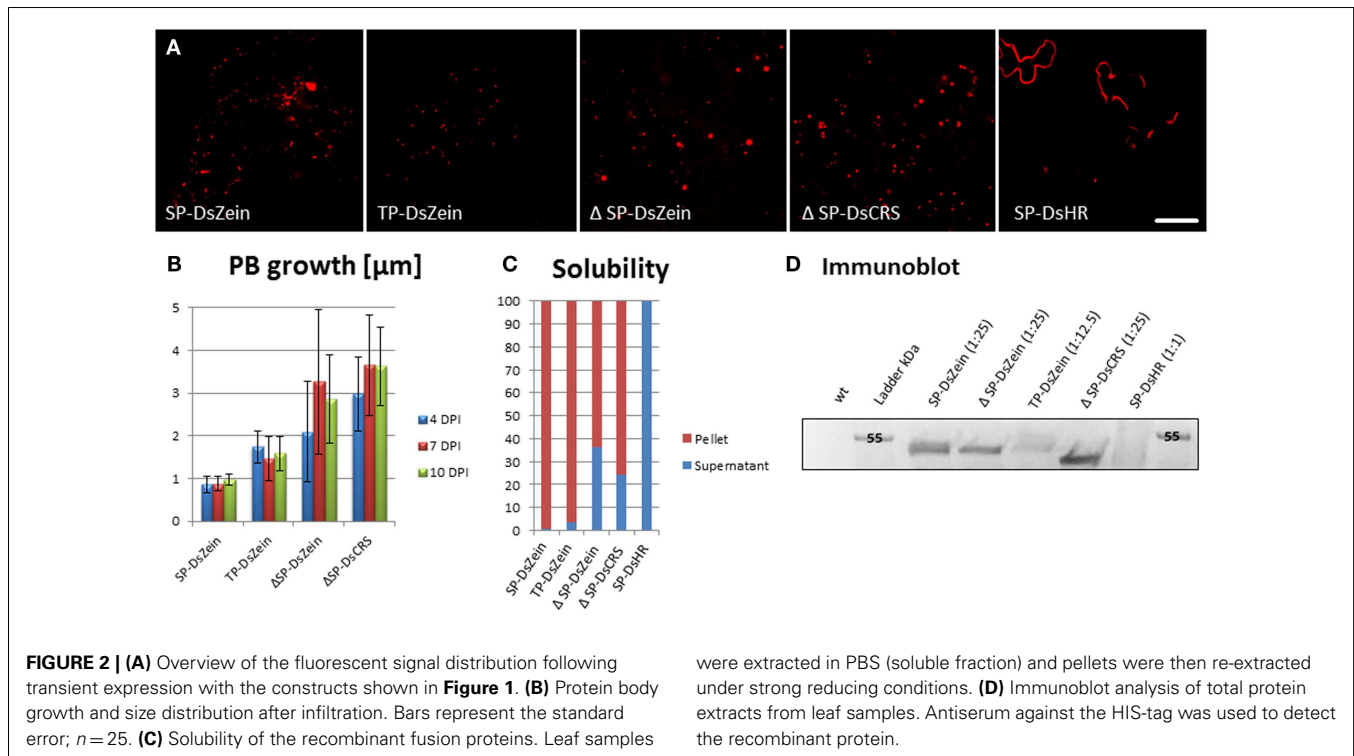 A
SP-DsZein
TP-DsZein
Δ SP-DsZein
Δ SP-DsCRS
SP-DsHR
B PB growth [µm]
5
4
3
2
1
0
SP-DsZein
TP-DsZein
ΔSP-DsZein
ΔSP-DsCRS
4 DPI
7 DPI
10 DPI
C Solubility
100
90
80
70
60
50
40
30
20
10
0
SP-DsZein
TP-DsZein
Δ SP-DsZein
Δ SP-DsCRS
SP-DsHR
Pellet
Supernatant
D Immunoblot
wt
Ladder kDa
SP-DsZein (1:25)
Δ SP-DsZein (1:25)
TP-DsZein (1:12.5)
Δ SP-DsCRS (1:25)
SP-DsHR (1:1)
55
55
FIGURE 2 | (A) Overview of the fluorescent signal distribution following
transient expression with the constructs shown in Figure 1. (B) Protein body
growth and size distribution after infiltration. Bars represent the standard
error; n = 25. (C) Solubility of the recombinant fusion proteins. Leaf samples
were extracted in PBS (soluble fraction) and pellets were then re-extracted
under strong reducing conditions. (D) Immunoblot analysis of total protein
extracts from leaf samples. Antiserum against the HIS-tag was used to detect
the recombinant protein.